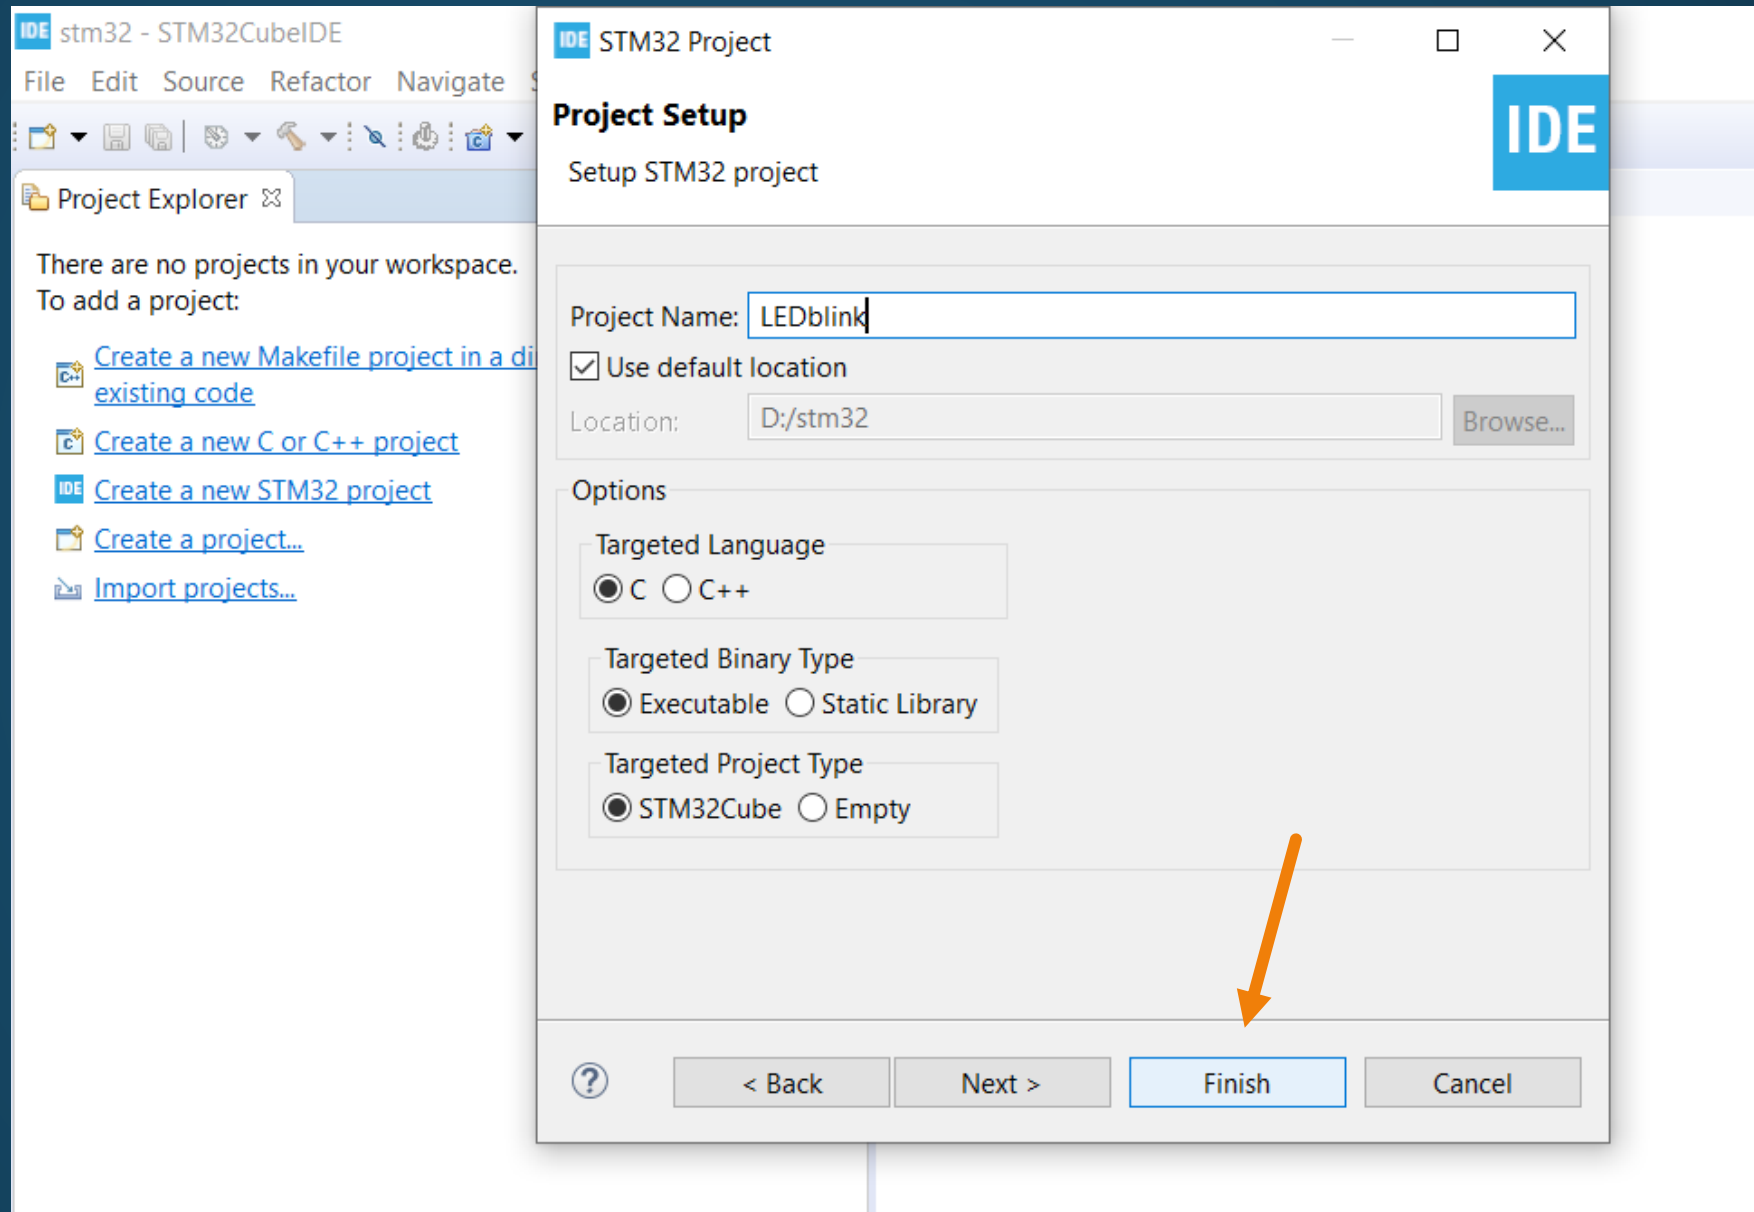 IDE stm32 - STM32CubeIDE
File Edit Source Refactor Navigate
Project Explorer
There are no projects in your workspace.
To add a project:
Create a new Makefile project in a
existing code
Create a new C or C++ project
IDE Create a new STM32 project
Create a project...
Import projects...
IDE STM32 Project
Project Setup
IDE
Setup STM32 project
Project Name: LEDblink
Use default location
Location: D:/stm32 Browse...
Options
Targeted Language
C C++
Targeted Binary Type
Executable Static Library
Targeted Project Type
STM32Cube Empty
? < Back Next > Finish Cancel